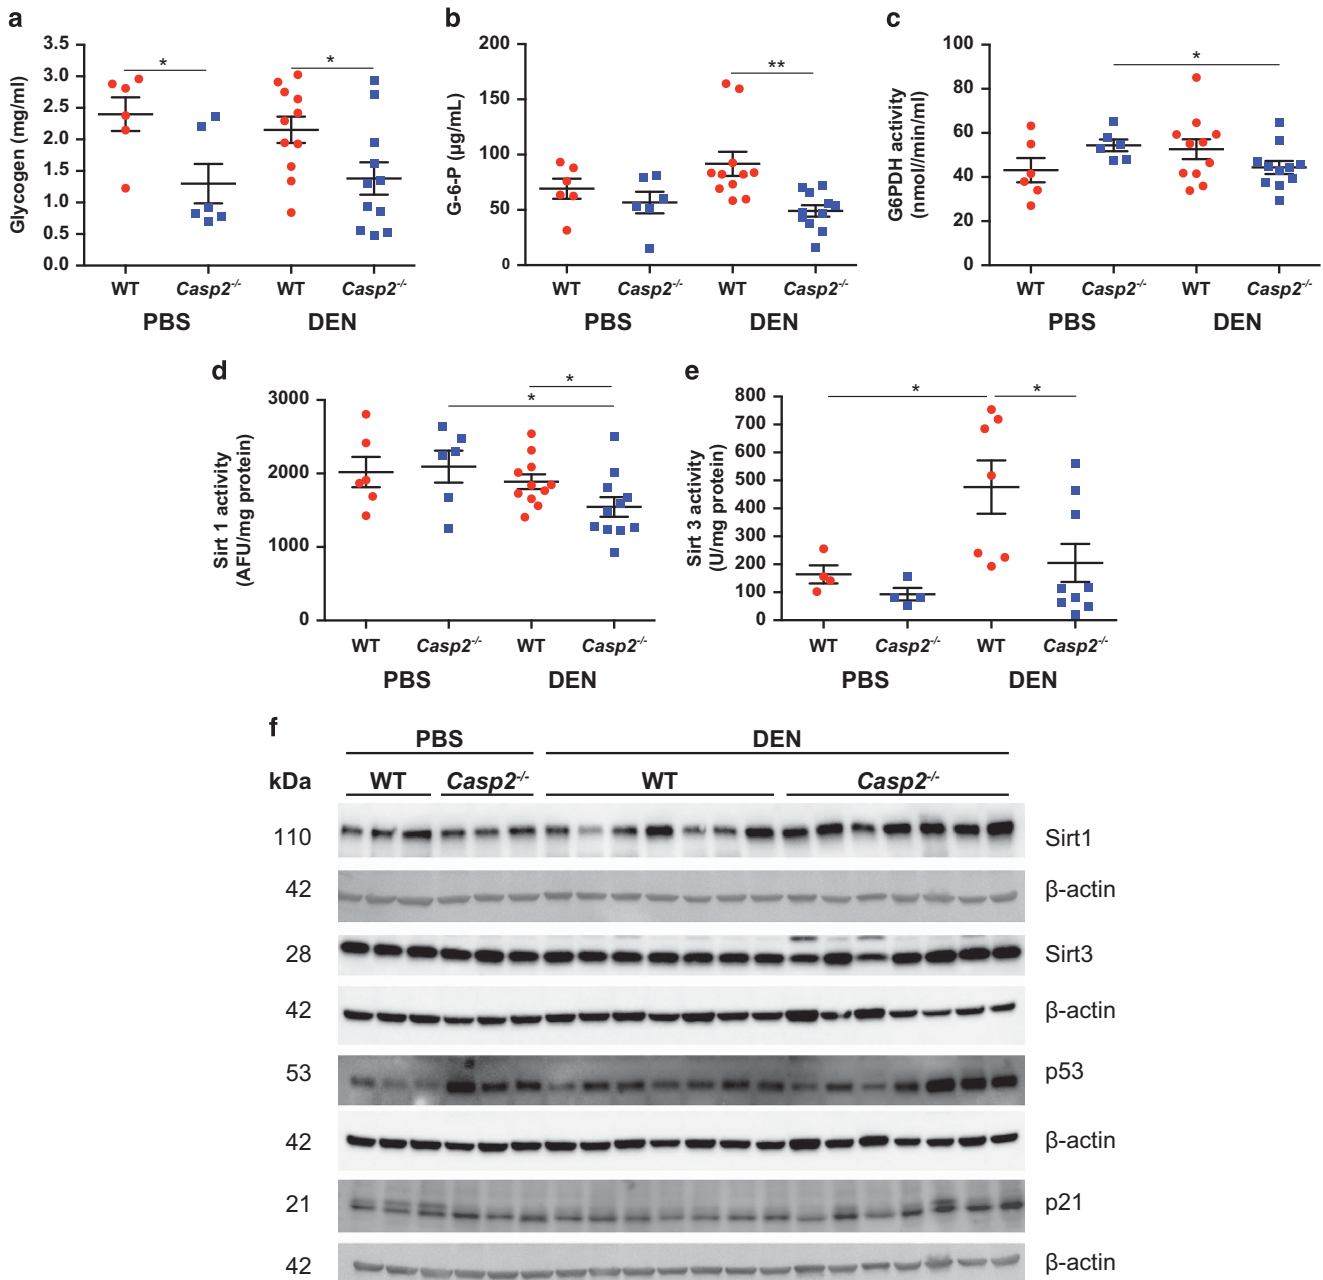 a
Glycogen (mg/ml)
3.5
3.0
2.5
2.0
1.5
1.0
0.5
0.0
*
*
WT
Casp2-/-
WT
Casp2-/-
PBS
DEN
b
G-6-P (µg/mL)
200
150
100
50
0
**
WT
Casp2-/-
WT
Casp2-/-
PBS
DEN
c
G6PDH activity
(nmol//min/ml)
100
80
60
40
20
0
*
WT
Casp2-/-
WT
Casp2-/-
PBS
DEN
d
Sirt 1 activity
(AFU/mg protein)
3000
2000
1000
0
*
*
WT
Casp2-/-
WT
Casp2-/-
PBS
DEN
e
Sirt 3 activity
(U/mg protein)
800
700
600
500
400
300
200
100
0
*
*
WT
Casp2-/-
WT
Casp2-/-
PBS
DEN
f
PBS
DEN
kDa
WT
Casp2-/-
WT
Casp2-/-
110
Sirt1
42
β-actin
28
Sirt3
42
β-actin
53
p53
42
β-actin
21
p21
42
β-actin